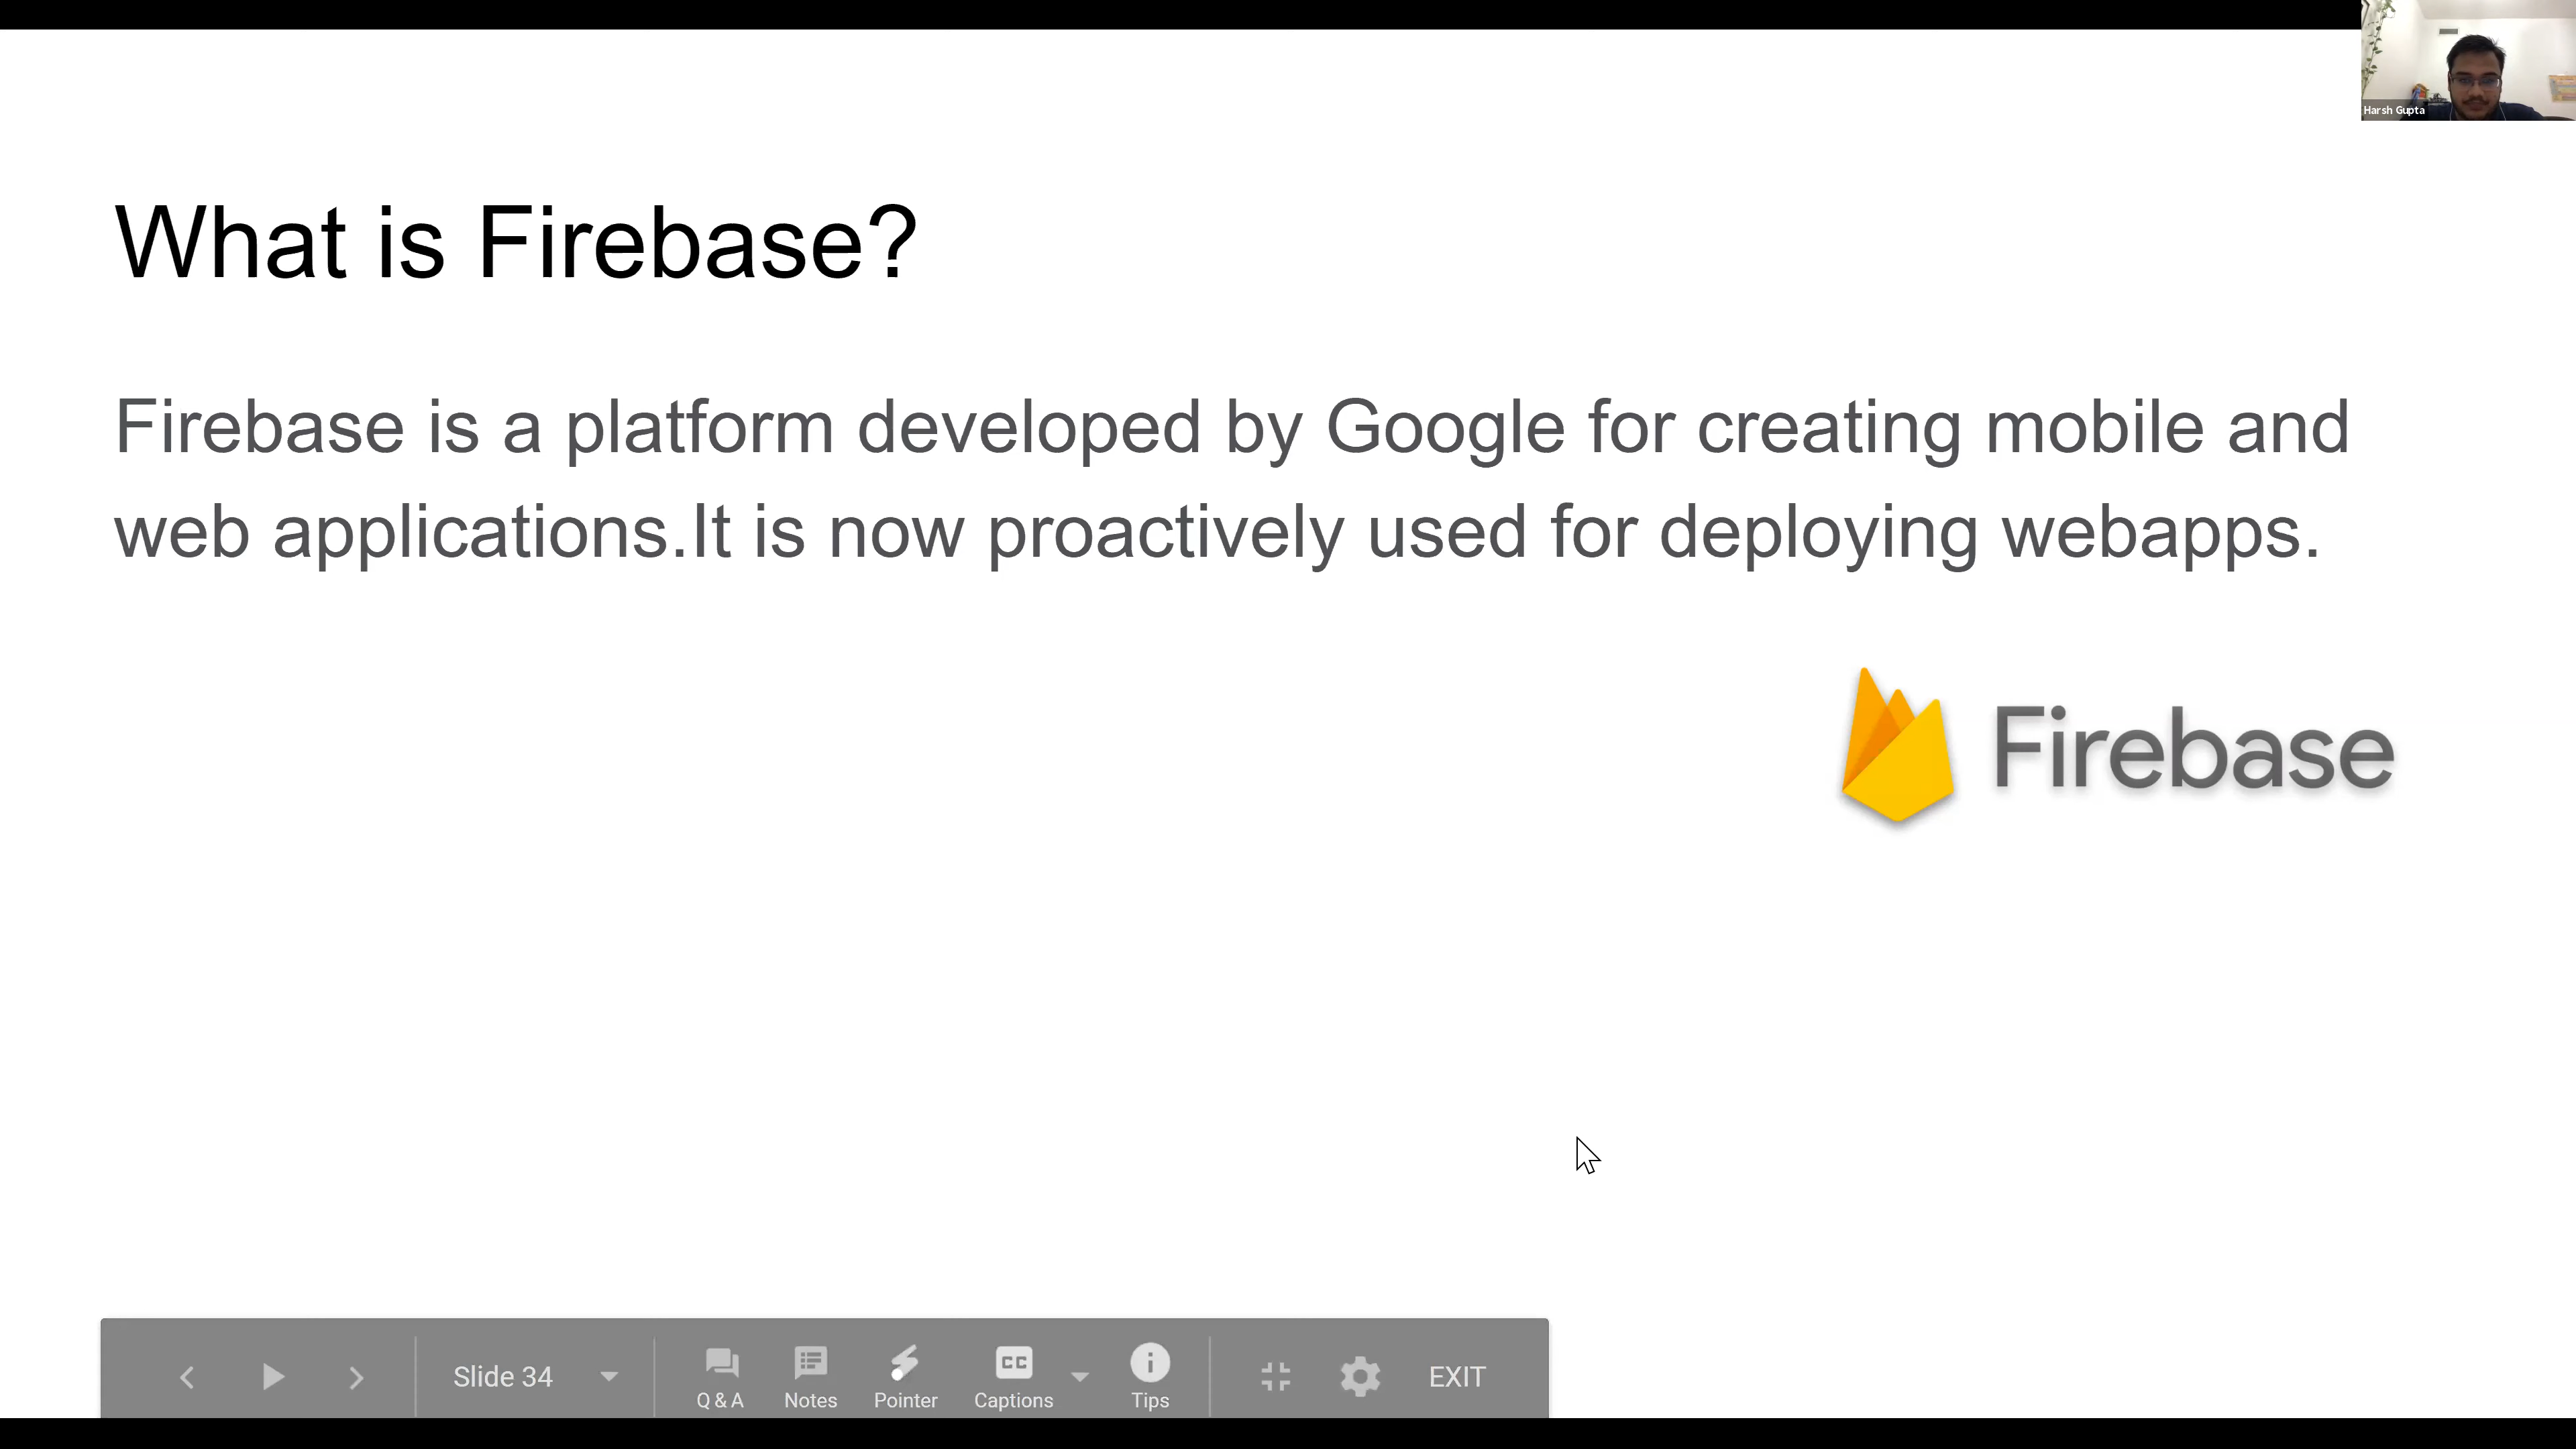 Harsh Gupta
What is Firebase?
Firebase is a platform developed by Google for creating mobile and
web applications.It is now proactively used for deploying webapps.
Firebase
Slide 34
Q & A
Notes
Pointer
CC
Captions
Tips
EXIT